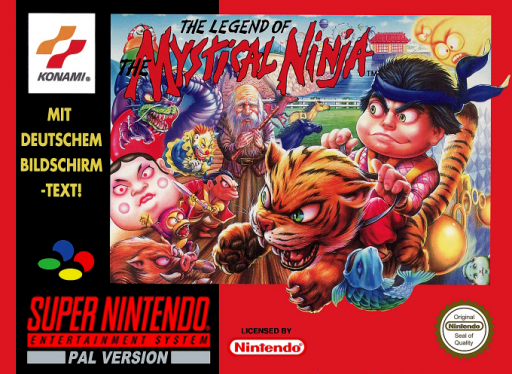 KONAMI®
MIT
DEUTSCHEM
BILDSCHIRM
-TEXT!
THE LEGEND OF
THE MYSTICAL NINJA™
SUPER NINTENDO®
ENTERTAINMENT SYSTEM
PAL VERSION
LICENSED BY
Nintendo
Original
Nintendo
Seal of
Quality